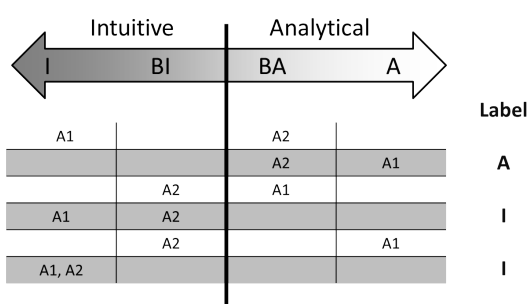 Intuitive Analytical
I BI BA A
Label
A1 A2
A2 A1 A
A2 A1
A1 A2 I
A2 A1
A1, A2 I